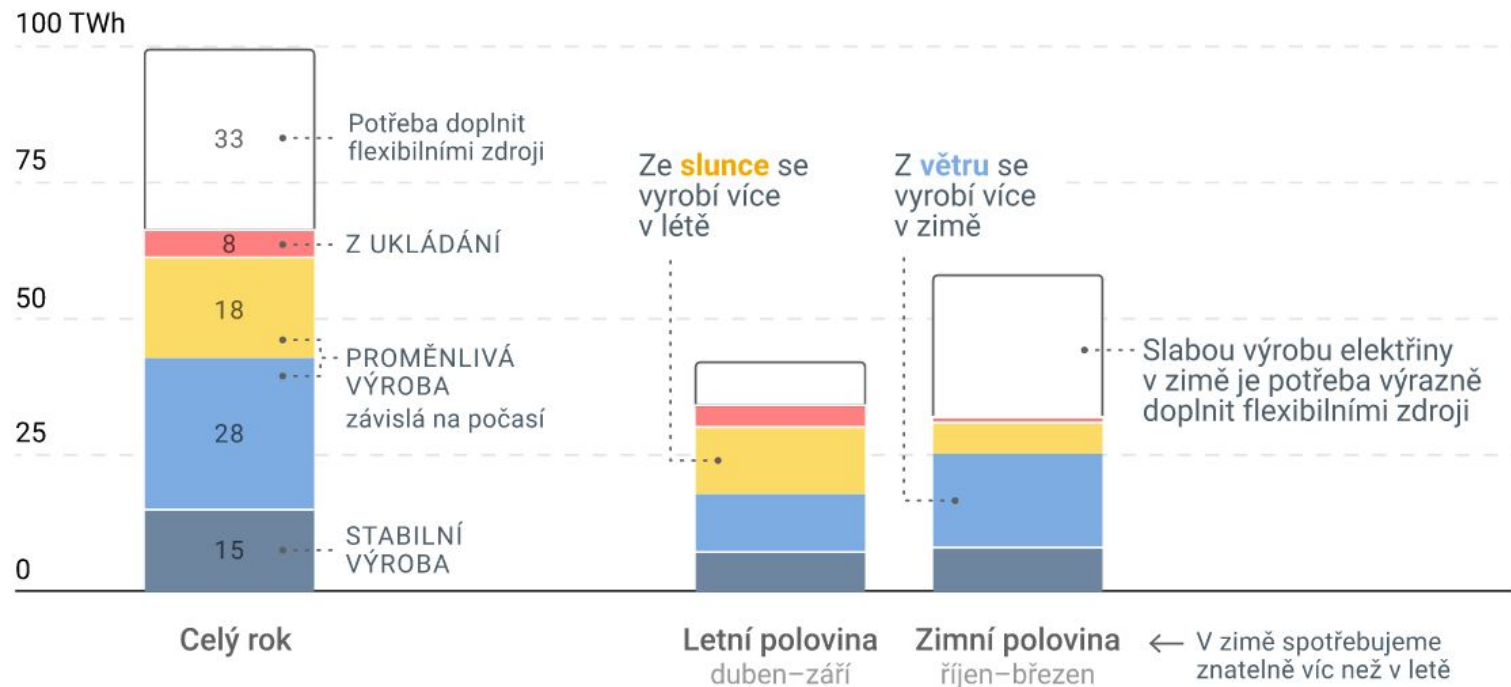 100 TWh
75
50
25
0
33
8
18
28
15
Potřeba doplnit
flexibilními zdroji
Z UKLÁDÁNÍ
PROMĚNLIVÁ
VÝROBA
závislá na počasí
STABILNÍ
VÝROBA
Ze slunce se
vyrobí více
v létě
Z větru se
vyrobí více
v zimě
Slabou výrobu elektřiny
v zimě je potřeba výrazně
doplnit flexibilními zdroji
Celý rok
Letní polovina
duben–září
Zimní polovina
říjen–březen
← V zimě spotřebujeme
znatelně víc než v létě